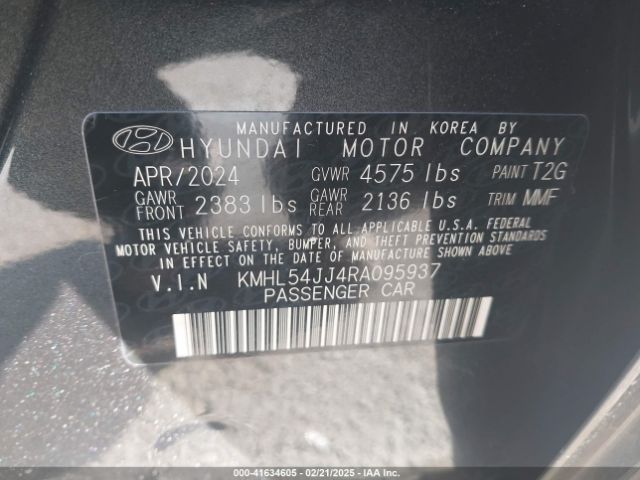 MANUFACTURED IN KOREA BY
HYUNDAI MOTOR COMPANY
APR/2024 GVWR 4575 lbs PAINT T2G
GAWR FRONT 2383 lbs GAWR REAR 2136 lbs TRIM MMF
THIS VEHICLE CONFORMS TO ALL APPLICABLE U.S.A. FEDERAL
MOTOR VEHICLE SAFETY, BUMPER, AND THEFT PREVENTION STANDARDS
IN EFFECT ON THE DATE OF MANUFACTURE SHOWN ABOVE
V.I.N KMHL54JJ4RA095937
PASSENGER CAR
00-41634605 - 02/21/2025 - IAA Inc.